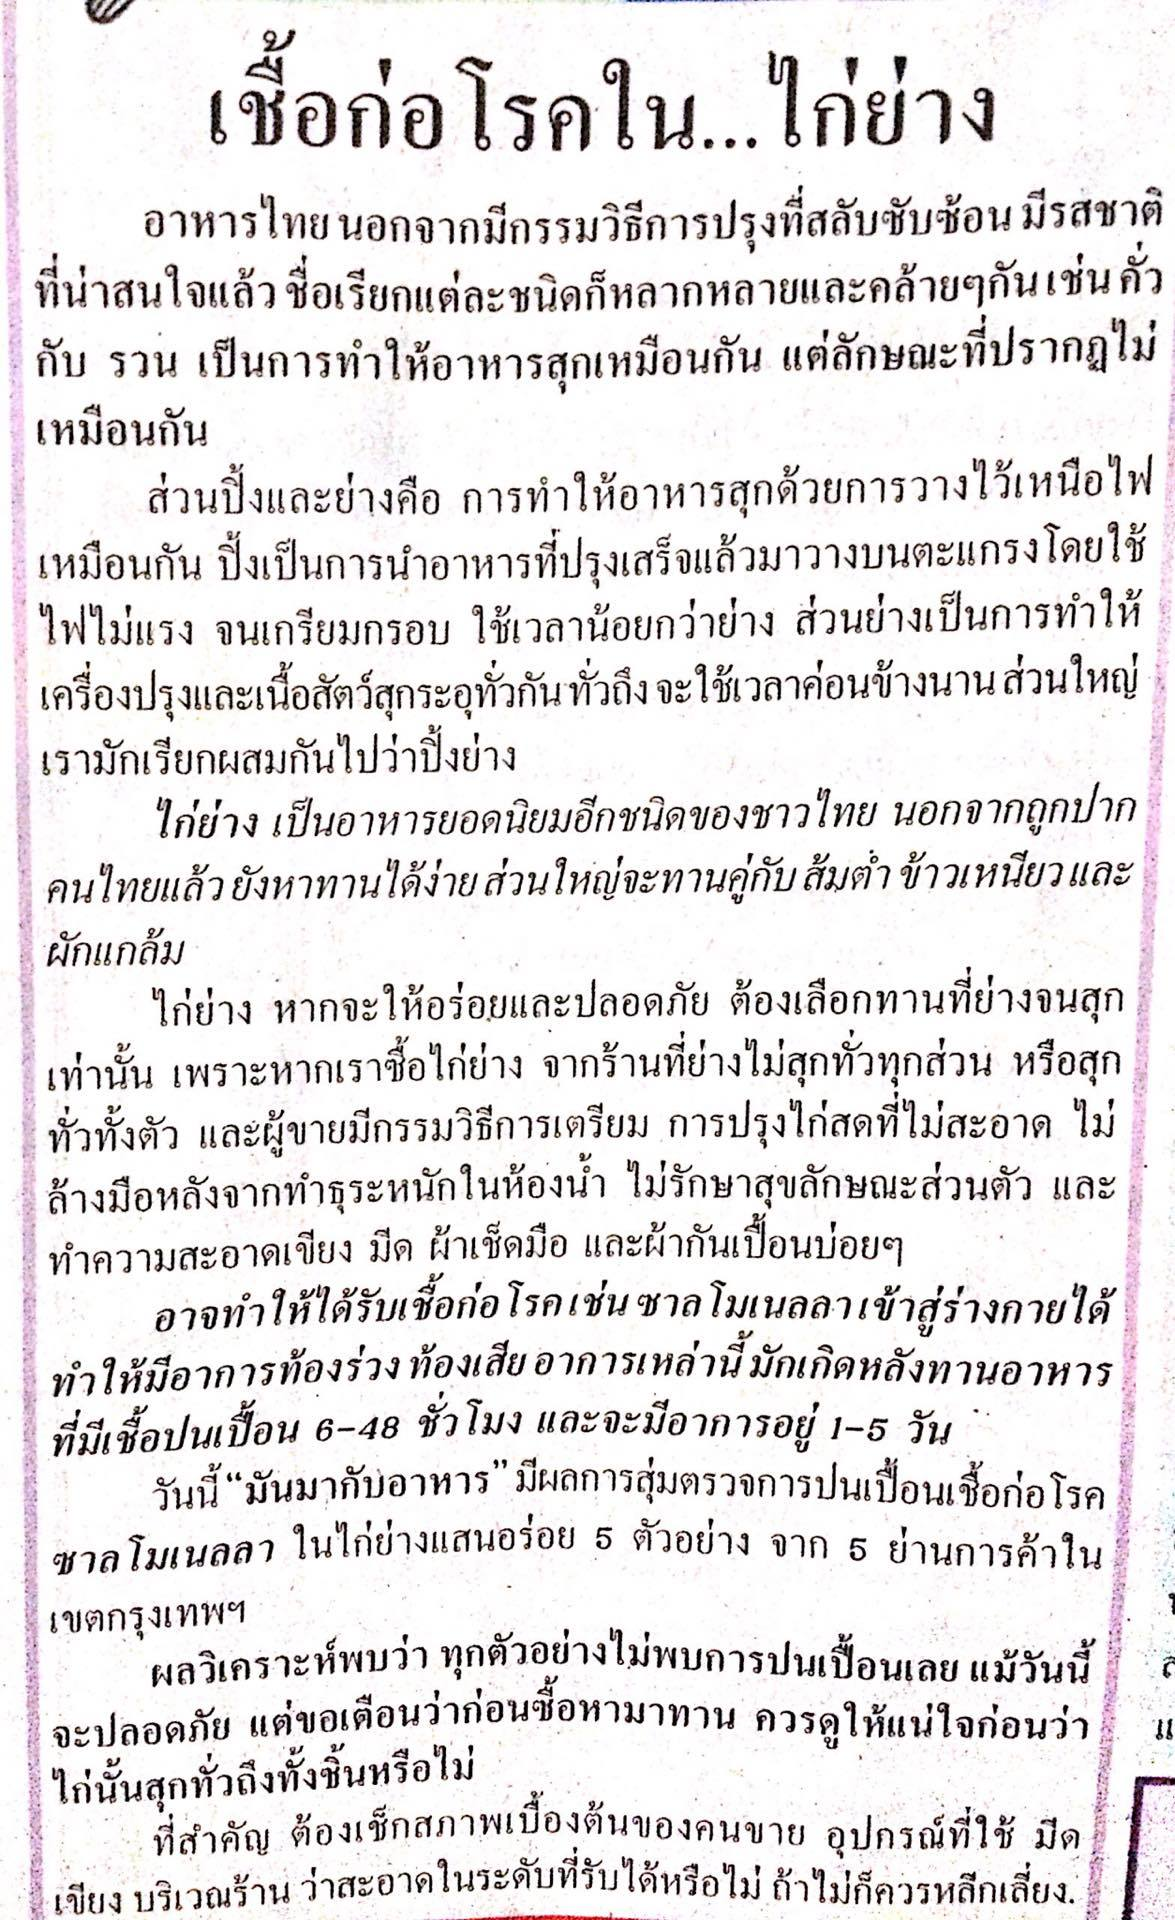 เชื้อก่อโรคใน...ไก่ย่าง
อาหารไทย นอกจากมีกรรมวิธีการปรุงที่สลับซับซ้อน มีรสชาติ
ที่น่าสนใจแล้ว ชื่อเรียกแต่ละชนิดก็หลากหลายและคล้ายๆกัน เช่น คั่ว
กับ รวน เป็นการทำให้อาหารสุกเหมือนกัน แต่ลักษณะที่ปรากฏไม่
เหมือนกัน
ส่วนปิ้งและย่างคือ การทำให้อาหารสุกด้วยการวางไว้เหนือไฟ
เหมือนกัน ปิ้งเป็นการนำอาหารที่ปรุงเสร็จแล้วมาวางบนตะแกรงโดยใช้
ไฟไม่แรง จนเกรียมกรอบ ใช้เวลาน้อยกว่าย่าง ส่วนย่างเป็นการทำให้
เครื่องปรุงและเนื้อสัตว์สุกระอุทั่วกัน ทั่วถึง จะใช้เวลาค่อนข้างนาน ส่วนใหญ่
เรามักเรียกผสมกันไปว่าปิ้งย่าง
ไก่ย่าง เป็นอาหารยอดนิยมอีกชนิดของชาวไทย นอกจากถูกปาก
คนไทยแล้ว ยังหาทานได้ง่าย ส่วนใหญ่จะทานคู่กับ ส้มตำ ข้าวเหนียว และ
ผักแกล้ม
ไก่ย่าง หากจะให้อร่อยและปลอดภัย ต้องเลือกทานที่ย่างจนสุก
เท่านั้น เพราะหากเราซื้อไก่ย่าง จากร้านที่ย่างไม่สุกทั่วทุกส่วน หรือสุก
ทั่วทั้งตัว และผู้ขายมีกรรมวิธีการเตรียม การปรุงไก่สดที่ไม่สะอาด ไม่
ล้างมือหลังจากทำธุระหนักในห้องน้ำ ไม่รักษาสุขลักษณะส่วนตัว และ
ทำความสะอาดเขียง มีด ผ้าเช็ดมือ และผ้ากันเปื้อนบ่อยๆ
อาจทำให้ได้รับเชื้อก่อโรค เช่น ซาลโมเนลลา เข้าสู่ร่างกายได้
ทำให้มีอาการท้องร่วง ท้องเสีย อาการเหล่านี้ มักเกิดหลังทานอาหาร
ที่มีเชื้อปนเปื้อน 6-48 ชั่วโมง และจะมีอาการอยู่ 1-5 วัน
วันนี้ “มันมากับอาหาร” มีผลการสุ่มตรวจการปนเปื้อนเชื้อก่อโรค
ซาลโมเนลลา ในไก่ย่างแสนอร่อย 5 ตัวอย่าง จาก 5 ย่านการค้าใน
เขตกรุงเทพฯ
ผลวิเคราะห์พบว่า ทุกตัวอย่างไม่พบการปนเปื้อนเลย แม้วันนี้
จะปลอดภัย แต่ขอเตือนว่าก่อนซื้อหามาทาน ควรดูให้แน่ใจก่อนว่า
ไก่นั้นสุกทั่วถึงทั้งชิ้นหรือไม่
ที่สำคัญ ต้องเช็กสภาพเบื้องต้นของคนขาย อุปกรณ์ที่ใช้ มีด
เขียง บริเวณร้าน ว่าสะอาดในระดับที่รับได้หรือไม่ ถ้าไม่ก็ควรหลีกเลี่ยง.